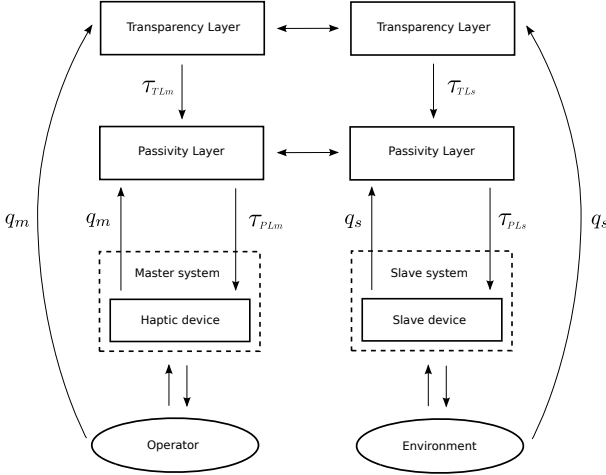 Transparency Layer
Transparency Layer
τTLm
τTLs
Passivity Layer
Passivity Layer
qm
qm
τPLm
qs
τPLs
qs
Master system
Slave system
Haptic device
Slave device
Operator
Environment